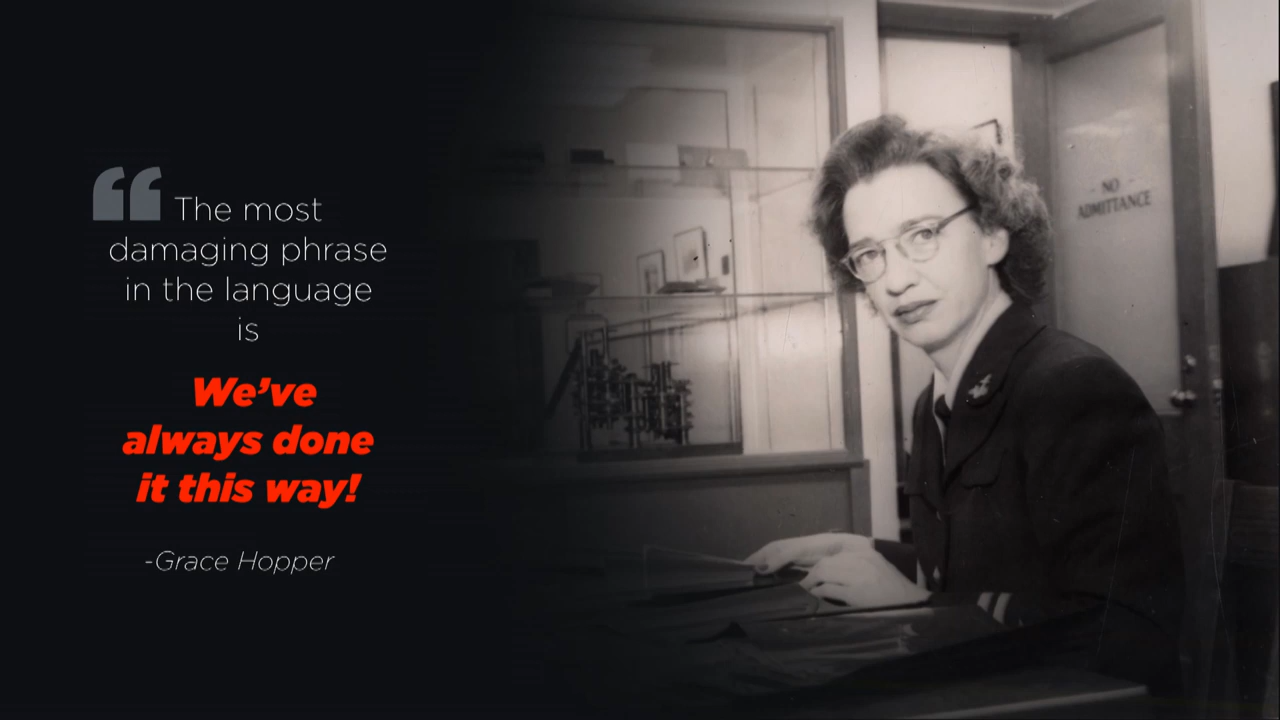 “The most
damaging phrase
in the language
is
We’ve
always done
it this way!
-Grace Hopper
NO
ADMITTANCE